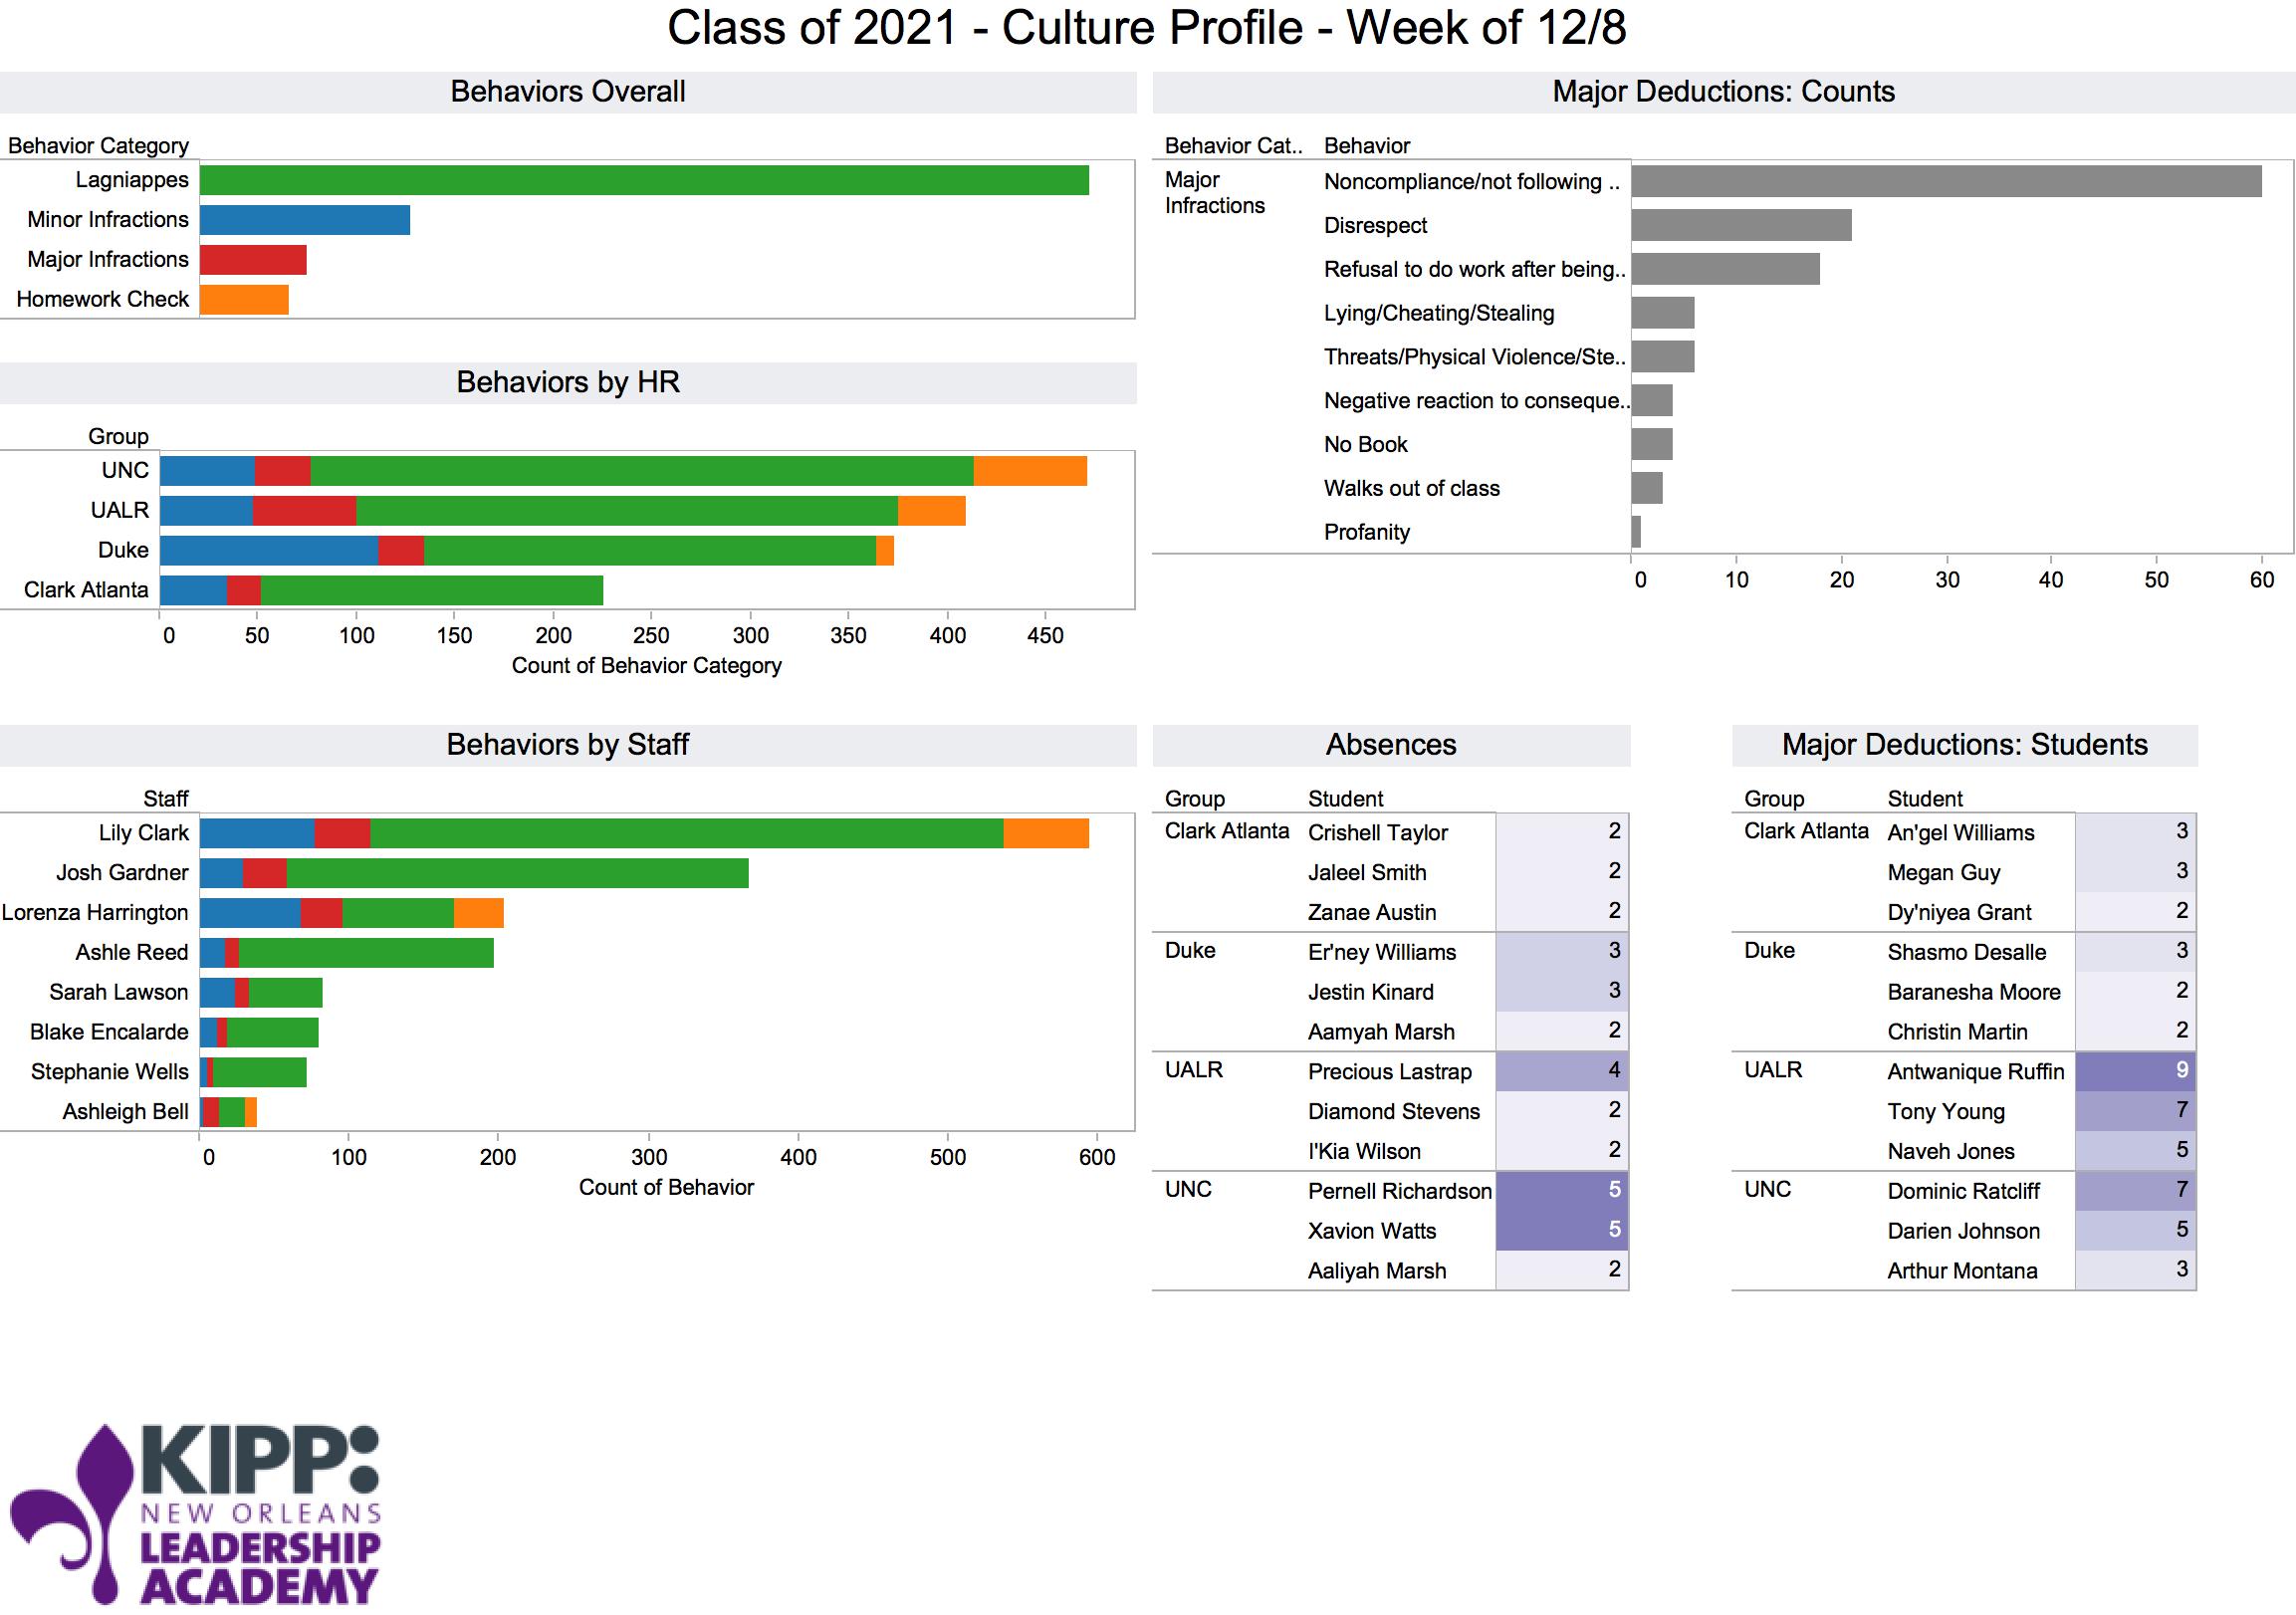 Class of 2021 - Culture Profile - Week of 12/8
Behaviors Overall
Behavior Category
Lagniappes
Minor Infractions
Major Infractions
Homework Check
Behaviors by HR
Group
UNC
UALR
Duke
Clark Atlanta
0 50 100 150 200 250 300 350 400 450
Count of Behavior Category
Behaviors by Staff
Staff
Lily Clark
Josh Gardner
Lorenza Harrington
Ashle Reed
Sarah Lawson
Blake Encalarde
Stephanie Wells
Ashleigh Bell
0 100 200 300 400 500 600
Count of Behavior
Major Deductions: Counts
Behavior Cat.. Behavior
Major Noncompliance/not following ..
Infractions
Disrespect
Refusal to do work after being..
Lying/Cheating/Stealing
Threats/Physical Violence/Ste..
Negative reaction to conseque..
No Book
Walks out of class
Profanity
0 10 20 30 40 50 60
Absences
Group Student
Clark Atlanta Crishell Taylor 2
Jaleel Smith 2
Zanae Austin 2
Duke Er'ney Williams 3
Jestin Kinard 3
Aamyah Marsh 2
UALR Precious Lastrap 4
Diamond Stevens 2
I'Kia Wilson 2
UNC Pernell Richardson 5
Xavion Watts 5
Aaliyah Marsh 2
Major Deductions: Students
Group Student
Clark Atlanta An'gel Williams 3
Megan Guy 3
Dy'niyea Grant 2
Duke Shasmo Desalle 3
Baranesha Moore 2
Christin Martin 2
UALR Antwanique Ruffin 9
Tony Young 7
Naveh Jones 5
UNC Dominic Ratcliff 7
Darien Johnson 5
Arthur Montana 3
KIPP:
NEW ORLEANS
LEADERSHIP
ACADEMY